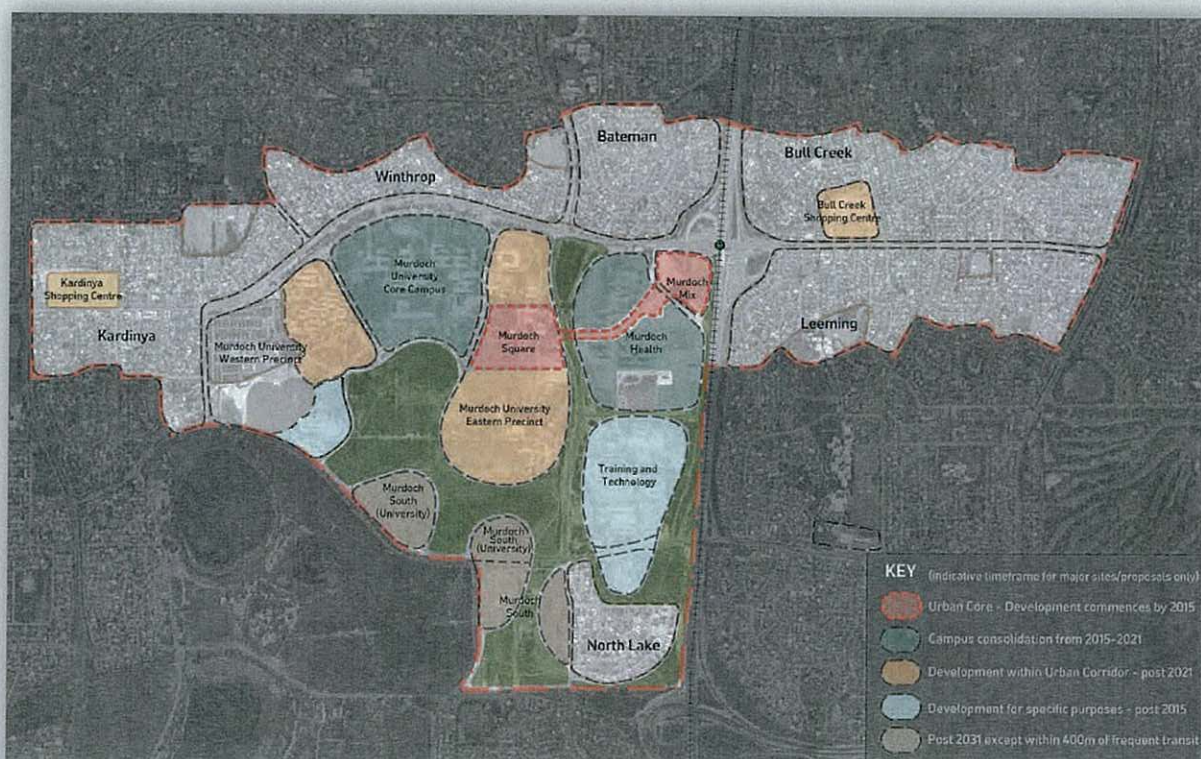 Bateman
Bull Creek
Winthrop
Bull Creek
Shopping Centre
Murdoch
University
Core Campus
Kardinya
Shopping Centre
Murdoch
Mix
Kardinya
Murdoch University
Western Precinct
Murdoch
Square
Murdoch
Health
Leeming
Murdoch University
Eastern Precinct
Training and
Technology
Murdoch
South
(University)
Murdoch
South
(University)
Murdoch
South
North Lake
KEY (indicative timeframe for major sites/proposals only)
Urban Core - Development commences by 2015
Campus consolidation from 2015-2021
Development within Urban Corridor - post 2021
Development for specific purposes - post 2015
Post 2031 except within 400m of frequent transit